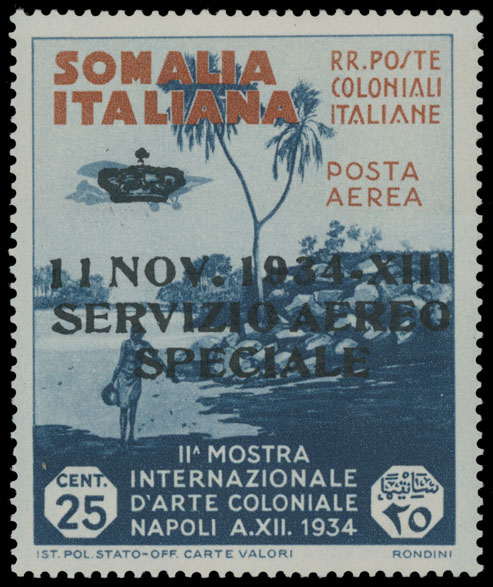 SOMALIA
ITALIANA
RR. POSTE
COLONIALI
ITALIANE
POSTA
AEREA
11 NOV. 1934-XIII
SERVIZIO AEREO
SPECIALE
IIᴬ MOSTRA
INTERNAZIONALE
D'ARTE COLONIALE
NAPOLI A.XII. 1934
CENT.
25
٢٥
IST. POL. STATO-OFF. CARTE VALORI
RONDINI